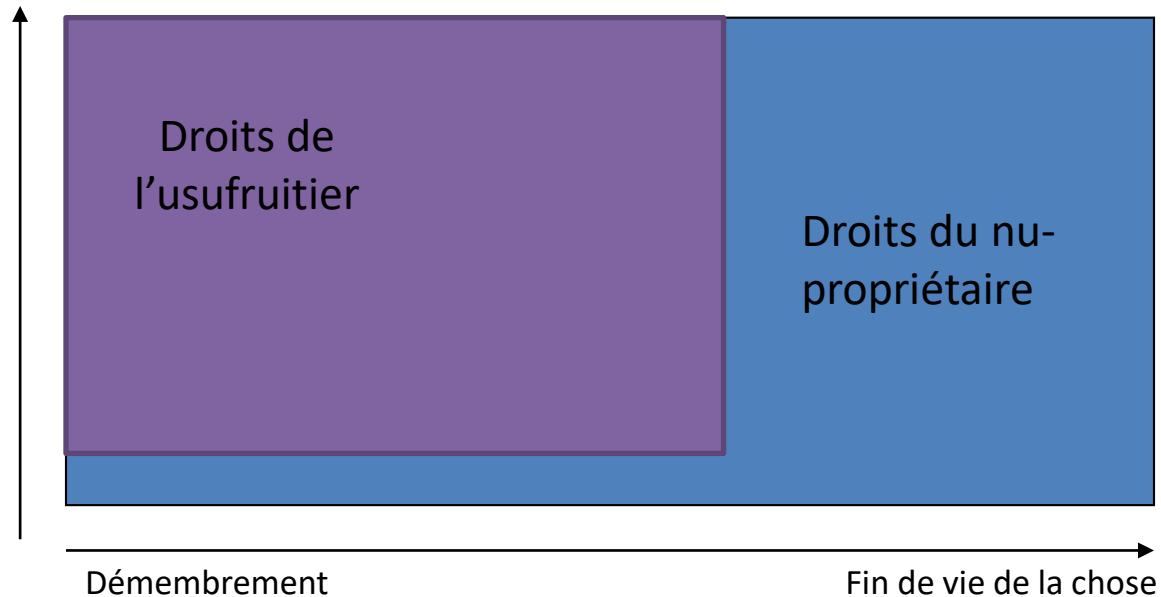 Droits de
l’usufruitier
Droits du nu-
propriétaire
Démembrement
Fin de vie de la chose